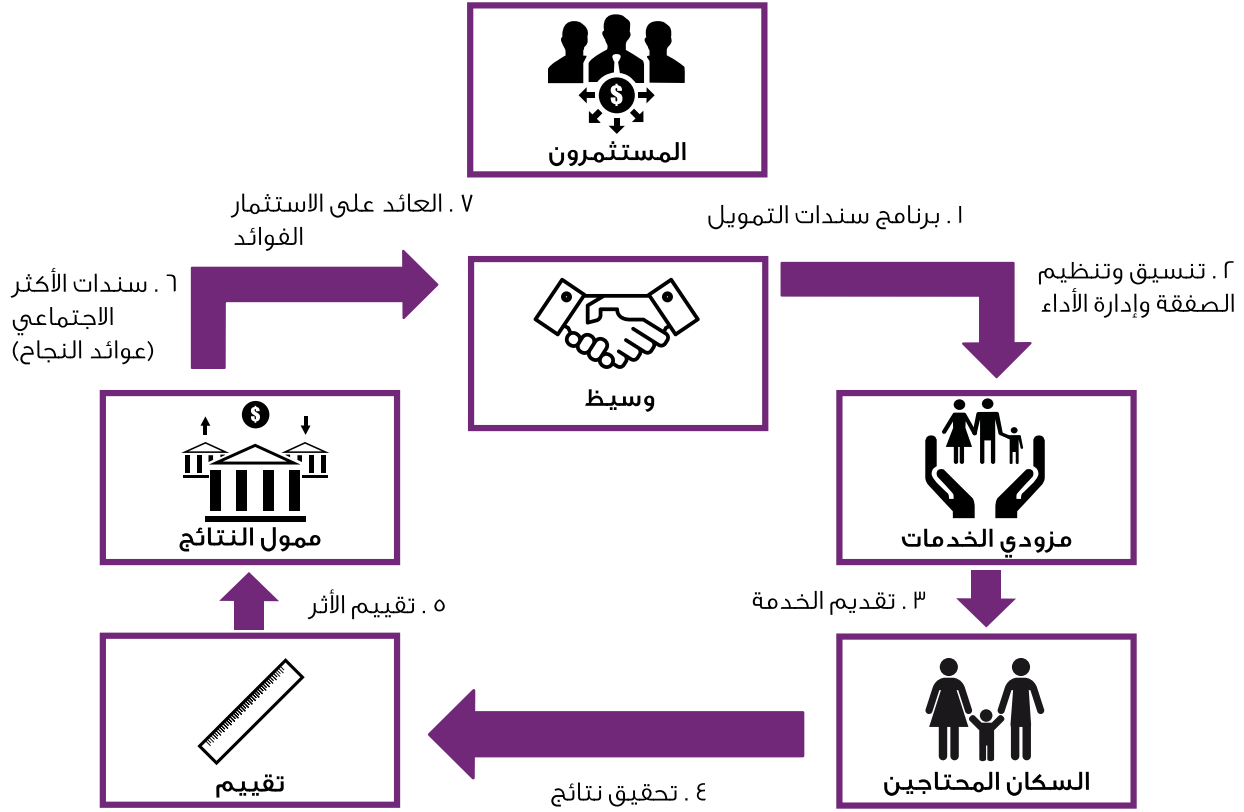 المستثمرون
١ . برنامج سندات التمويل
وسيظ
٢ . تنسيق وتنظيم
الصفقة وإدارة الأداء
مزودي الخدمات
٣ . تقديم الخدمة
السكان المحتاجين
٤ . تحقيق نتائج
تقييم
٥ . تقييم الأثر
ممول النتائج
٦ . سندات الأكثر
الاجتماعي
(عوائد النجاح)
٧ . العائد على الاستثمار
الفوائد